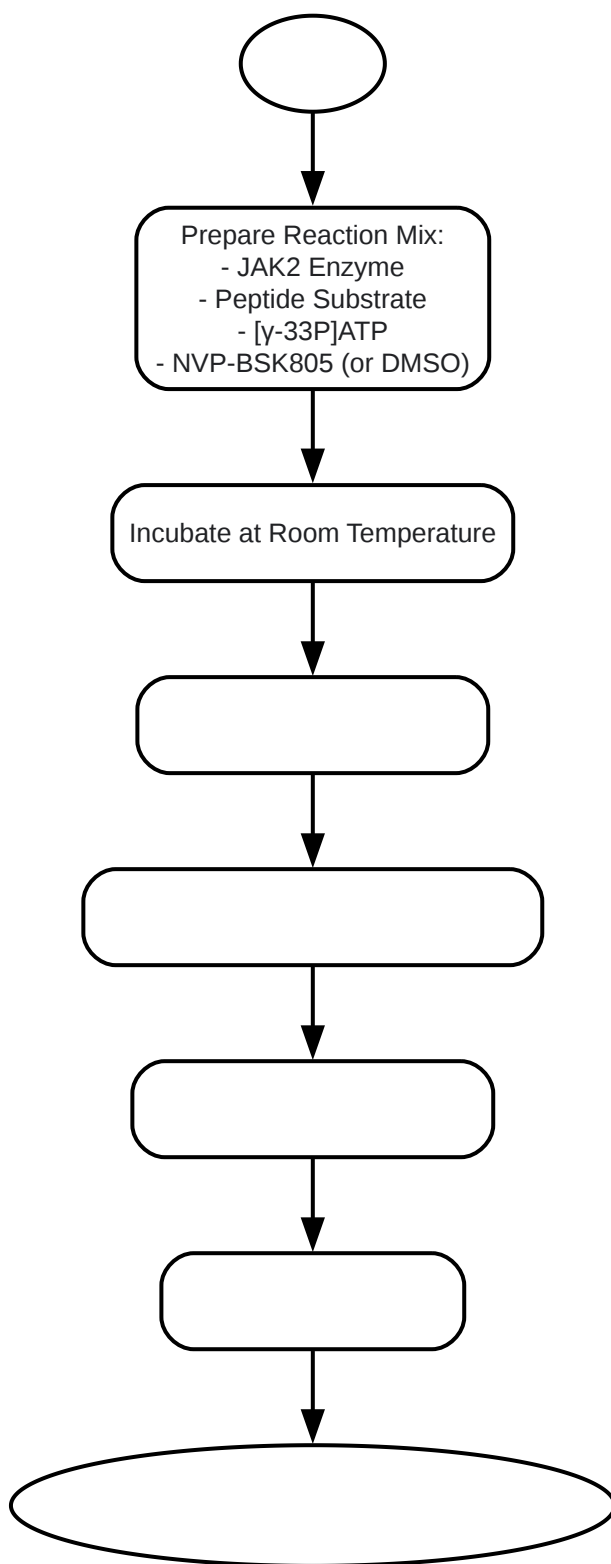 Prepare Reaction Mix:
- JAK2 Enzyme
- Peptide Substrate
- [γ-33P]ATP
- NVP-BSK805 (or DMSO)
Incubate at Room Temperature